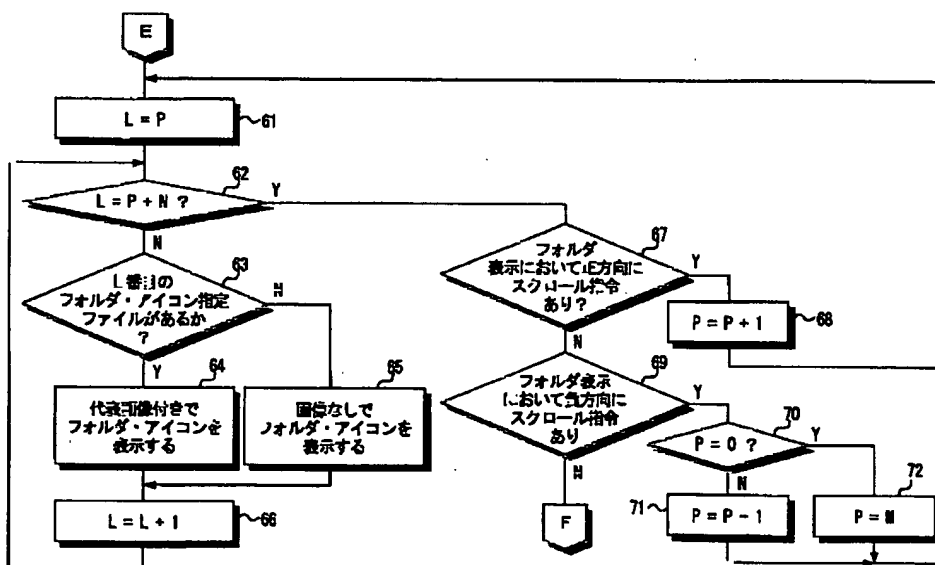 E
L = P
61
L = P + N ?
62
Y
N
L番目の
フォルダ・アイコン指定
ファイルがあるか
?
63
N
Y
代表画像付きで
フォルダ・アイコンを
表示する
64
画像なしで
フォルダ・アイコンを
表示する
65
L = L + 1
66
フォルダ
表示において正方向に
スクロール指令
あり?
67
Y
N
P = P + 1
68
フォルダ表示
において負方向に
スクロール指令
あり
69
Y
N
F
P = 0 ?
70
Y
N
P = P - 1
71
P = M
72